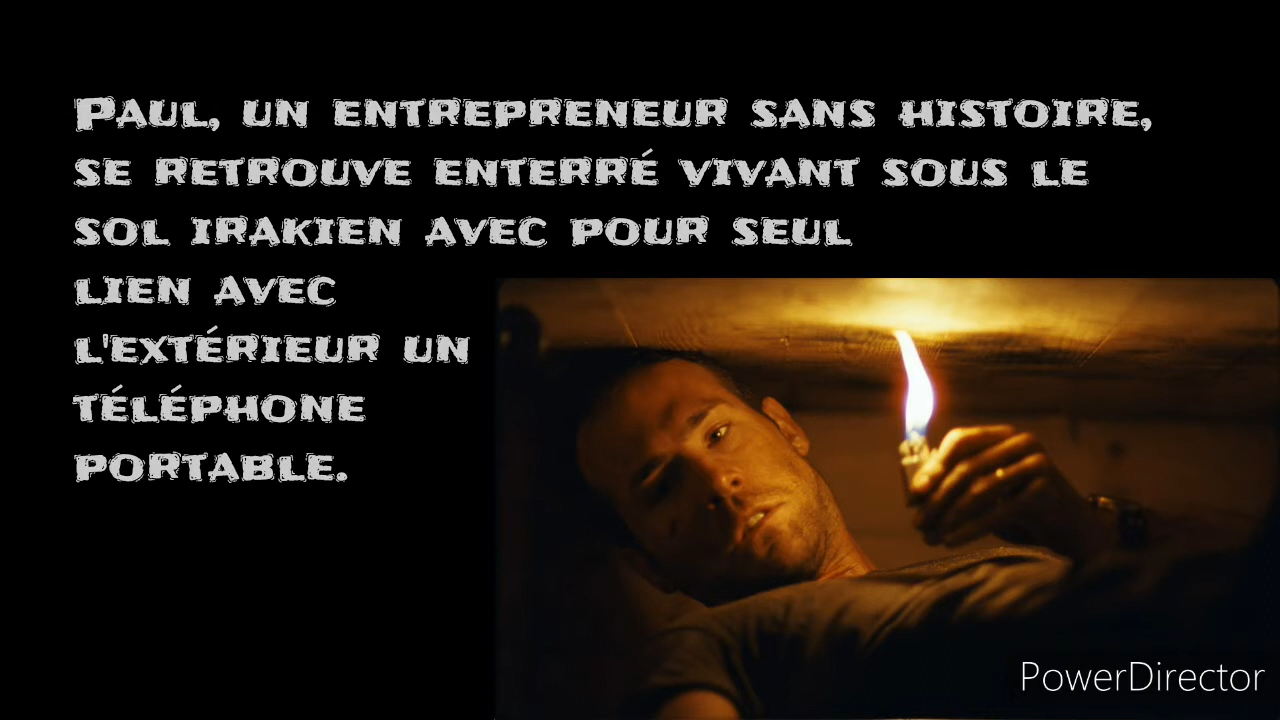 Paul, un entrepreneur sans histoire,
se retrouve enterré vivant sous le
sol irakien avec pour seul
lien avec
l'extérieur un
téléphone
portable.
PowerDirector